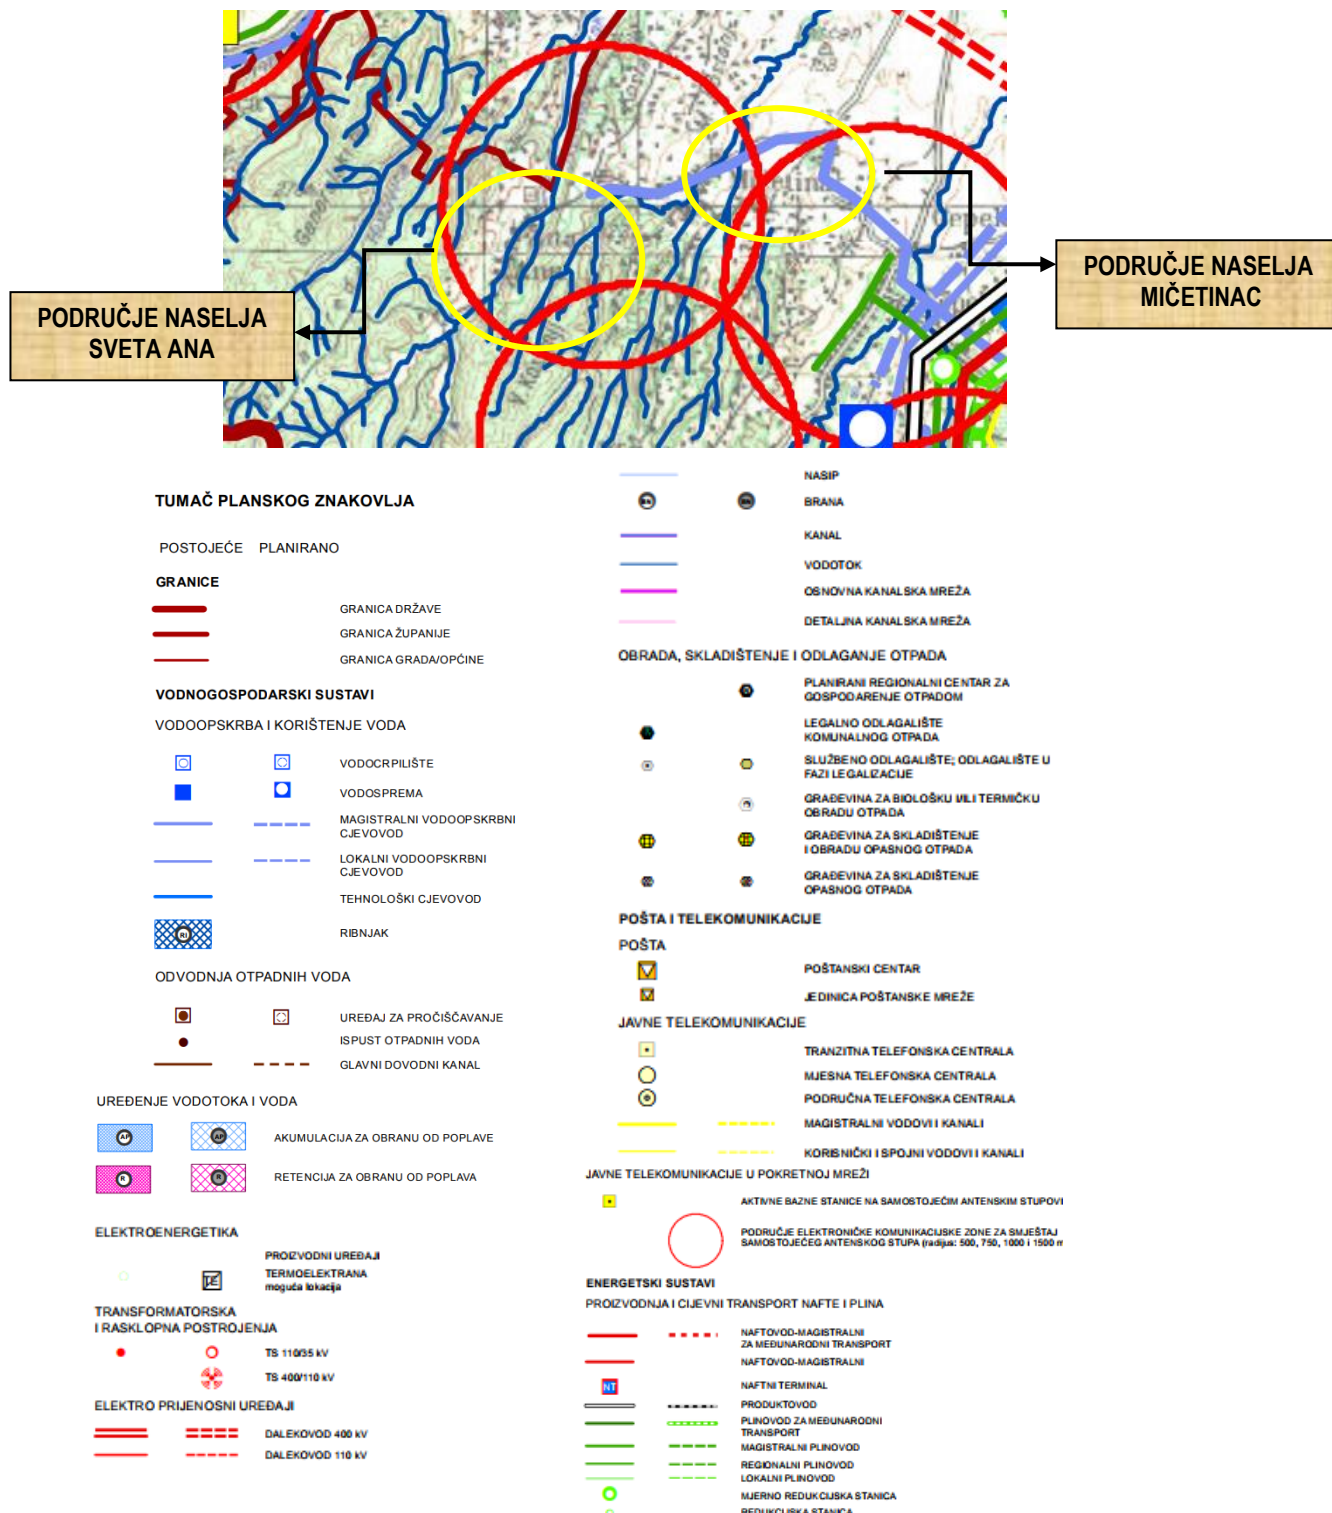 PODRUČJE NASELJA
MIČETINAC
PODRUČJE NASELJA
SVETA ANA
TUMAČ PLANSKOG ZNAKOVLJA
POSTOJEĆE PLANIRANO
GRANICE
GRANICA DRŽAVE
GRANICA ŽUPANIJE
GRANICA GRADA/OPĆINE
VODNOGOSPODARSKI SUSTAVI
VODOOPSKRBA I KORIŠTENJE VODA
VODOCRPILIŠTE
VODOSPREMA
MAGISTRALNI VODOOPSKRBNI
CJEVOVOD
LOKALNI VODOOPSKRBNI
CJEVOVOD
TEHNOLOŠKI CJEVOVOD
RI
RIBNJAK
ODVODNJA OTPADNIH VODA
UREĐAJ ZA PROČIŠČAVANJE
ISPUST OTPADNIH VODA
GLAVNI DOVODNI KANAL
UREĐENJE VODOTOKA I VODA
AP AP AKUMULACIJA ZA OBRANU OD POPLAVE
R R RETENCIJA ZA OBRANU OD POPLAVA
ELEKTROENERGETIKA
PROIZVODNI UREĐAJI
TE TERMOELEKTRANA
moguća lokacija
TRANSFORMATORSKA
I RASKLOPNA POSTROJENJA
TS 110/35 kV
TS 400/110 kV
ELEKTRO PRIJENOSNI UREĐAJI
DALEKOVOD 400 kV
DALEKOVOD 110 kV
NASIP
BRANA
KANAL
VODOTOK
OSNOVNA KANALSKA MREŽA
DETALJNA KANALSKA MREŽA
OBRADA, SKLADIŠTENJE I ODLAGANJE OTPADA
PLANIRANI REGIONALNI CENTAR ZA
GOSPODARENJE OTPADOM
LEGALNO ODLAGALIŠTE
KOMUNALNOG OTPADA
SLUŽBENO ODLAGALIŠTE; ODLAGALIŠTE U
FAZI LEGALIZACIJE
GRAĐEVINA ZA BIOLOŠKU I/ILI TERMIČKU
OBRADU OTPADA
GRAĐEVINA ZA SKLADIŠTENJE
I OBRADU OPASNOG OTPADA
GRAĐEVINA ZA SKLADIŠTENJE
OPASNOG OTPADA
POŠTA I TELEKOMUNIKACIJE
POŠTA
POŠTANSKI CENTAR
JEDINICA POŠTANSKE MREŽE
JAVNE TELEKOMUNIKACIJE
TRANZITNA TELEFONSKA CENTRALA
MJESNA TELEFONSKA CENTRALA
PODRUČNA TELEFONSKA CENTRALA
MAGISTRALNI VODOVI I KANALI
KORISNIČKI I SPOJNI VODOVI I KANALI
JAVNE TELEKOMUNIKACIJE U POKRETNOJ MREŽI
AKTIVNE BAZNE STANICE NA SAMOSTOJEĆIM ANTENSKIM STUPOVI
PODRUČJE ELEKTRONIČKE KOMUNIKACIJSKE ZONE ZA SMJEŠTAJ
SAMOSTOJEĆEG ANTENSKOG STUPA (radijus: 500, 750, 1000 i 1500 m
ENERGETSKI SUSTAVI
PROIZVODNJA I CIJEVNI TRANSPORT NAFTE I PLINA
NAFTOVOD-MAGISTRALNI
ZA MEĐUNARODNI TRANSPORT
NAFTOVOD-MAGISTRALNI
NT NAFTNI TERMINAL
PRODUKTOVOD
PLINOVOD ZA MEĐUNARODNI
TRANSPORT
MAGISTRALNI PLINOVOD
REGIONALNI PLINOVOD
LOKALNI PLINOVOD
MJERNO REDUKCIJSKA STANICA
REDUKCIJSKA STANICA